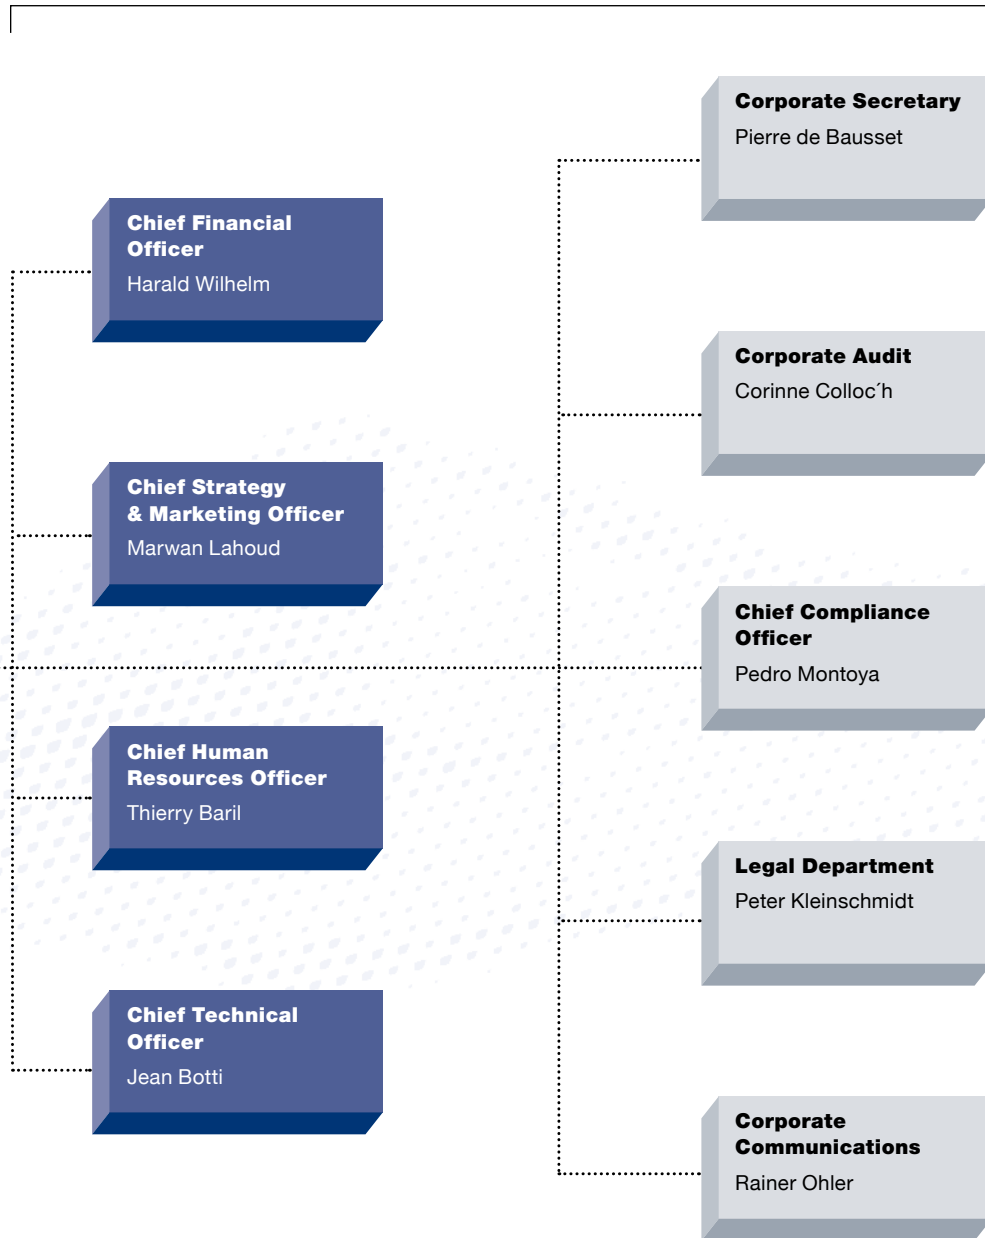 Chief Financial
Officer
Harald Wilhelm
Chief Strategy
& Marketing Officer
Marwan Lahoud
Chief Human
Resources Officer
Thierry Baril
Chief Technical
Officer
Jean Botti
Corporate Secretary
Pierre de Bausset
Corporate Audit
Corinne Colloc´h
Chief Compliance
Officer
Pedro Montoya
Legal Department
Peter Kleinschmidt
Corporate
Communications
Rainer Ohler